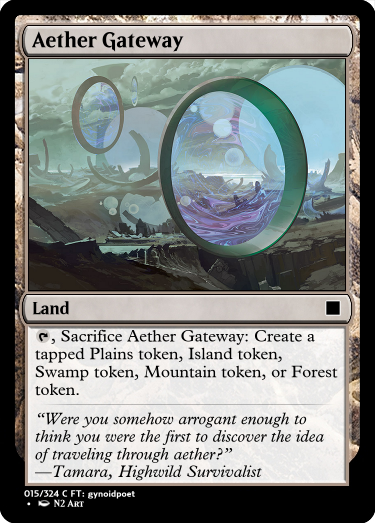 Aether Gateway
Land
, Sacrifice Aether Gateway: Create a
tapped Plains token, Island token,
Swamp token, Mountain token, or Forest
token.
“Were you somehow arrogant enough to
think you were the first to discover the idea
of traveling through aether?”
—Tamara, Highwild Survivalist
015/324 C FT: gynoidpoet
• N2 Art